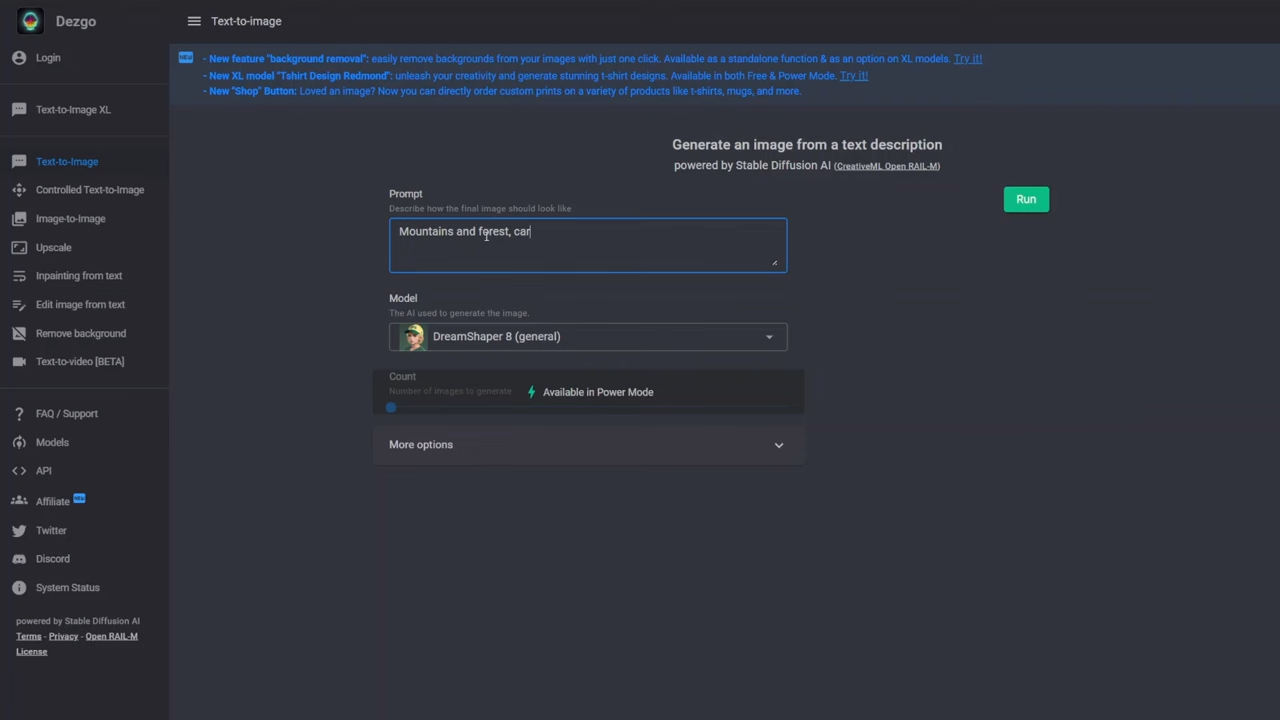 Dezgo
Text-to-image
Login
- New feature "background removal": easily remove backgrounds from your images with just one click. Available as a standalone function & as an option on XL models. Try it!
- New XL model "Tshirt Design Redmond": unleash your creativity and generate stunning t-shirt designs. Available in both Free & Power Mode. Try it!
- New "Shop" Button: Loved an image? Now you can directly order custom prints on a variety of products like t-shirts, mugs, and more.
Text-to-Image XL
Text-to-Image
Controlled Text-to-Image
Image-to-Image
Upscale
Inpainting from text
Edit image from text
Remove background
Text-to-video [BETA]
FAQ / Support
Models
API
Affiliate NEW
Twitter
Discord
System Status
powered by Stable Diffusion AI
Terms - Privacy - Open RAIL-M
License
Generate an image from a text description
powered by Stable Diffusion AI (CreativeML Open RAIL-M)
Prompt
Describe how the final image should look like
Run
Mountains and forest, car
Model
The AI used to generate the image.
DreamShaper 8 (general)
Count
Number of images to generate
Available in Power Mode
More options